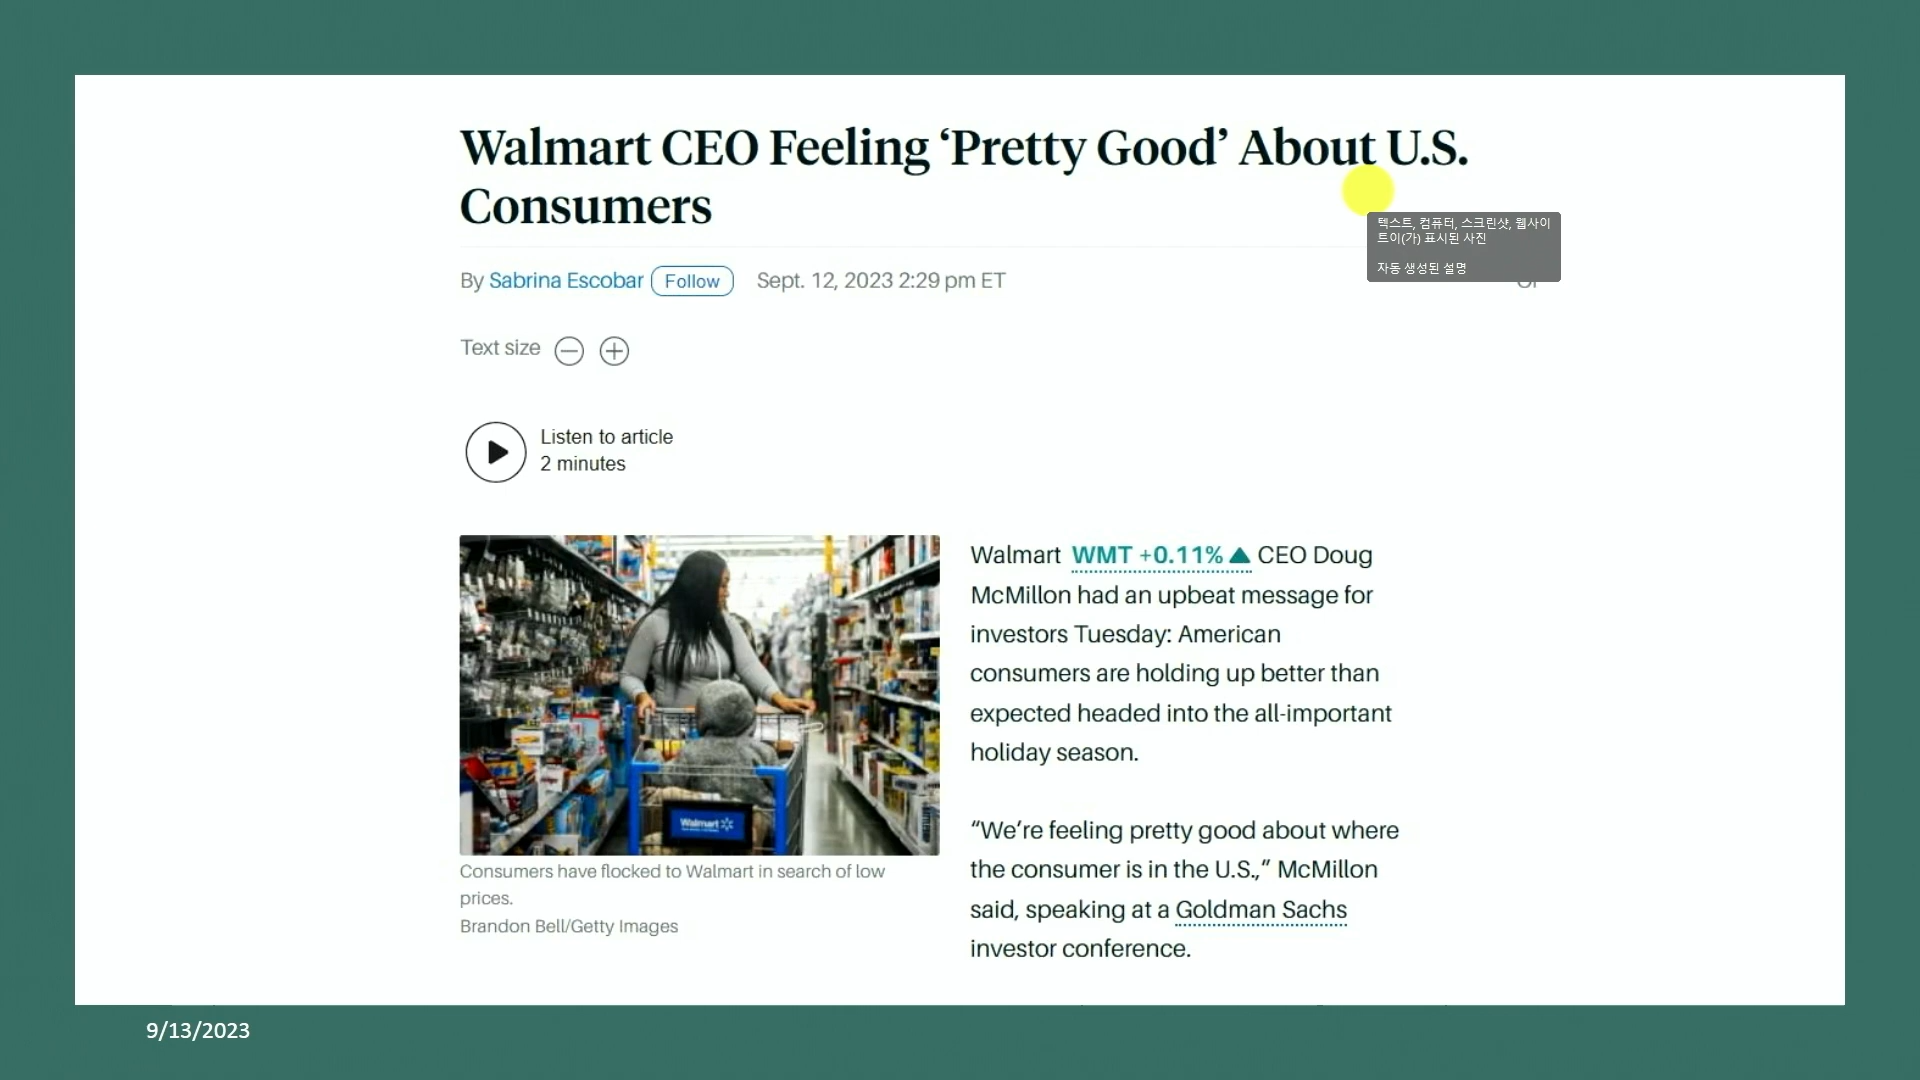 Walmart CEO Feeling ‘Pretty Good’ About U.S.
Consumers
텍스트, 컴퓨터, 스크린샷, 웹사이
트이(가) 표시된 사진
자동 생성된 설명
By Sabrina Escobar Follow Sept. 12, 2023 2:29 pm ET
Text size
Listen to article
2 minutes
Walmart WMT +0.11% ▲ CEO Doug
McMillon had an upbeat message for
investors Tuesday: American
consumers are holding up better than
expected headed into the all-important
holiday season.
“We’re feeling pretty good about where
the consumer is in the U.S.,” McMillon
said, speaking at a Goldman Sachs
investor conference.
Walmart
Consumers have flocked to Walmart in search of low
prices.
Brandon Bell/Getty Images
9/13/2023